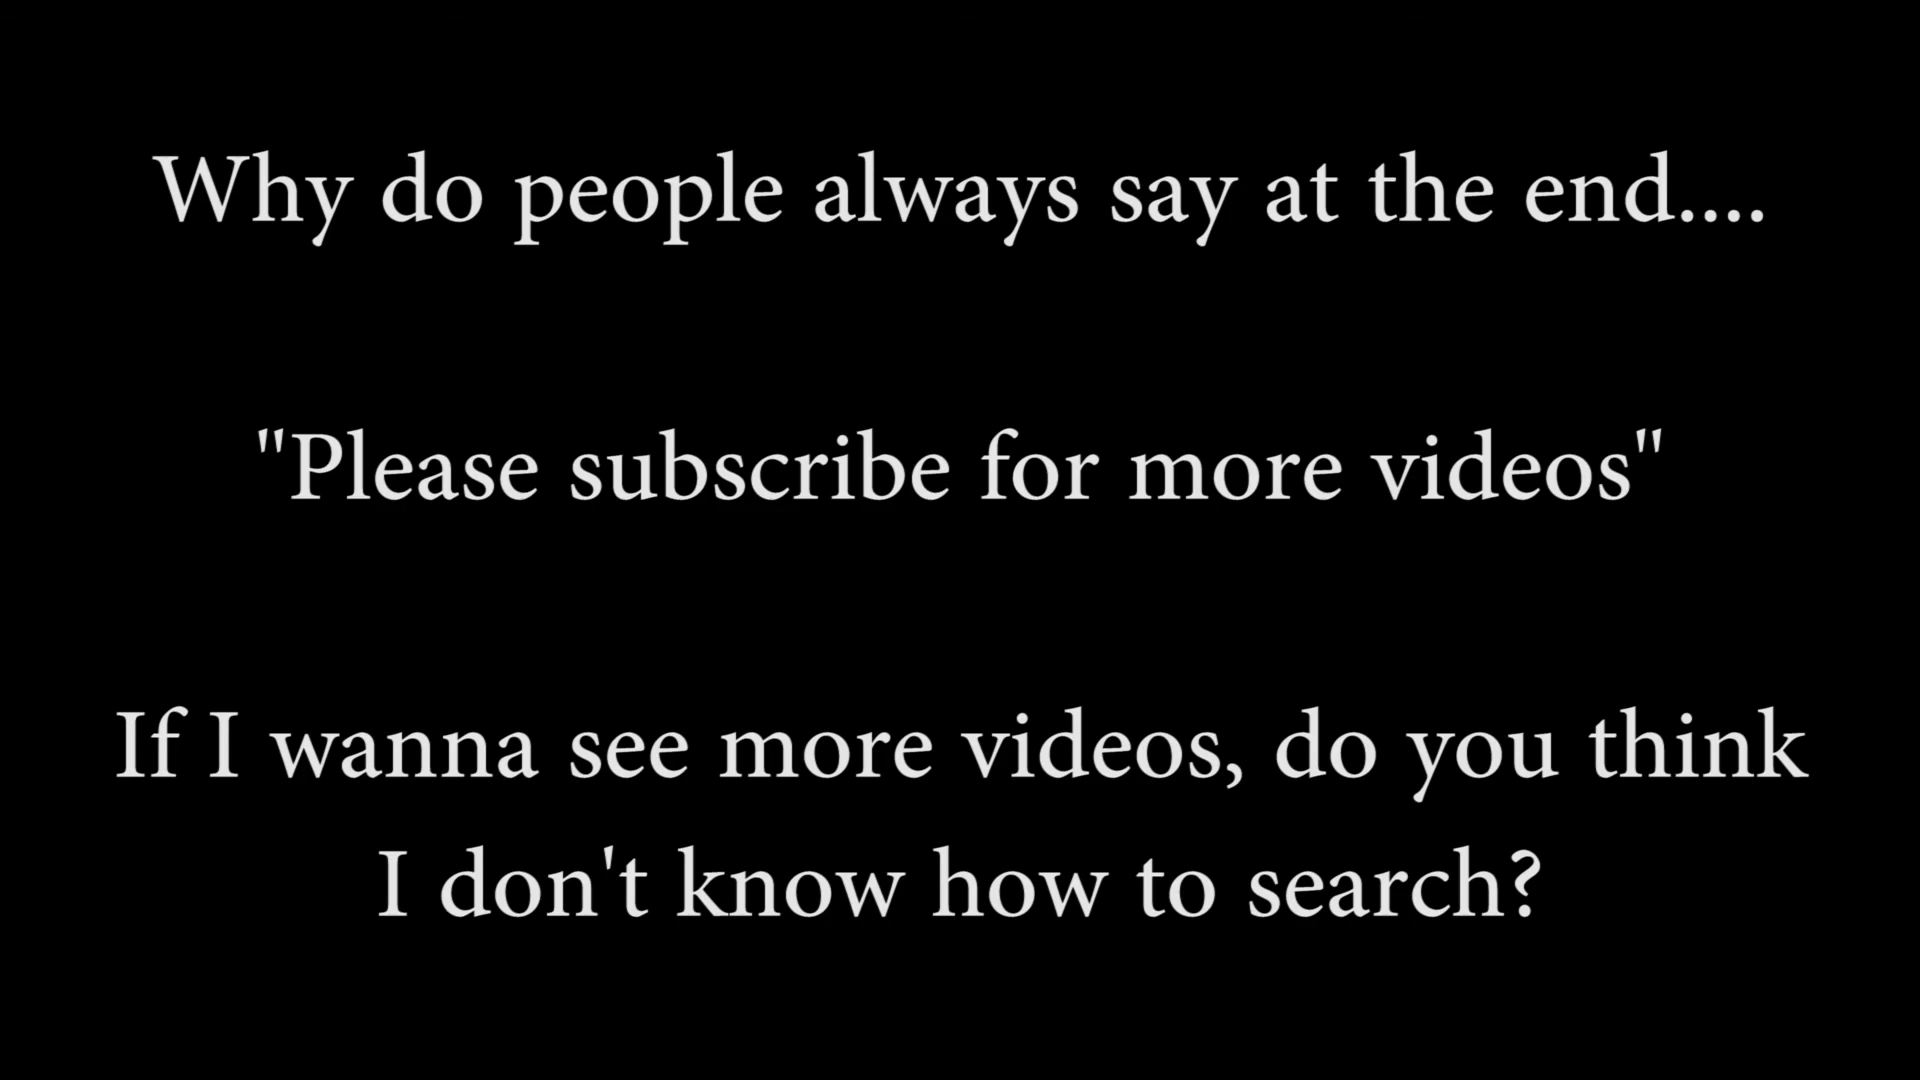 Why do people always say at the end....
"Please subscribe for more videos"
If I wanna see more videos, do you think
I don't know how to search?